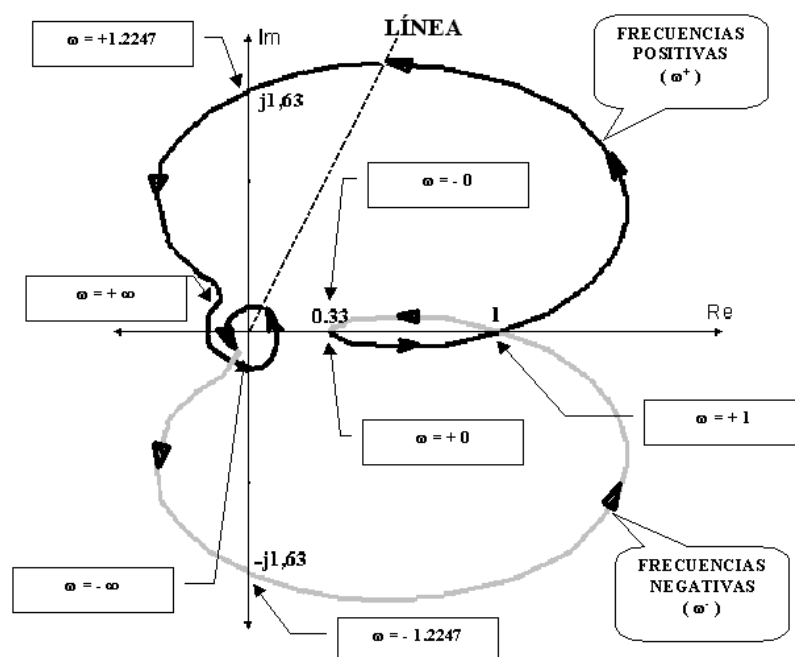 ω = +1.2247
Im
LÍNEA
FRECUENCIAS
POSITIVAS
( ω⁺ )
j1,63
ω = - 0
ω = + ∞
0.33
1
Re
ω = + 0
ω = + 1
-j1,63
ω = - ∞
ω = - 1.2247
FRECUENCIAS
NEGATIVAS
( ω⁻ )